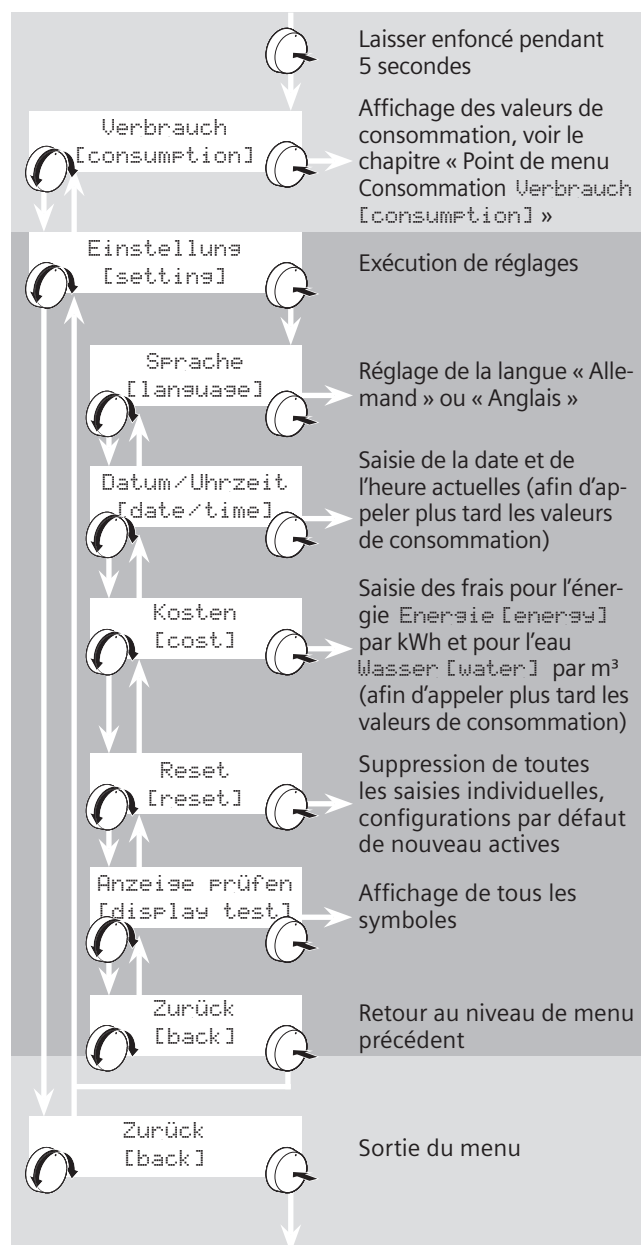 Laisser enfoncé pendant
5 secondes
Verbrauch
[consumption]
Affichage des valeurs de
consommation, voir le
chapitre « Point de menu
Consommation Verbrauch
[consumption] »
Einstellung
[setting]
Exécution de réglages
Sprache
[language]
Réglage de la langue « Alle-
mand » ou « Anglais »
Datum/Uhrzeit
[date/time]
Saisie de la date et de
l'heure actuelles (afin d'ap-
peler plus tard les valeurs
de consommation)
Kosten
[cost]
Saisie des frais pour l'éner-
gie Energie [energy]
par kWh et pour l'eau
Wasser [water] par m³
(afin d'appeler plus tard les
valeurs de consommation)
Reset
[reset]
Suppression de toutes
les saisies individuelles,
configurations par défaut
de nouveau actives
Anzeige prüfen
[display test]
Affichage de tous les
symboles
Zurück
[back]
Retour au niveau de menu
précédent
Zurück
[back]
Sortie du menu